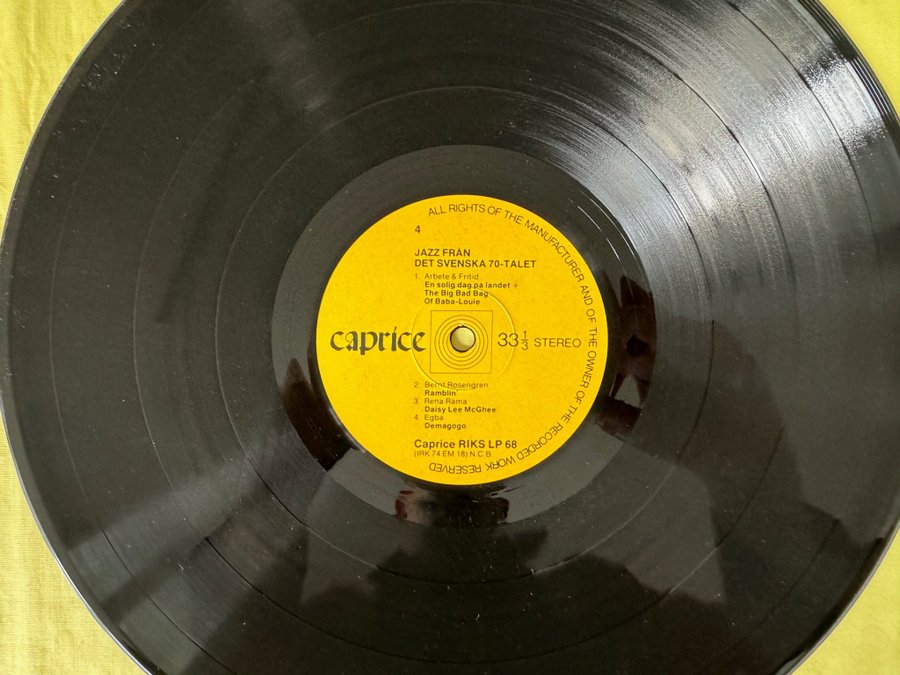 ALL RIGHTS OF THE MANUFACTURER AND OF THE OWNER OF THE RECORDED WORK RESERVED
4
JAZZ FRÅN
DET SVENSKA 70-TALET
1. Arbete & Fritid
En solig dag på landet +
The Big Bad Bag
Of Baba-Louie
caprice
33 1/3 STEREO
2. Bernt Rosengren
Ramblin'
3 Rena Rama
Daisy Lee McGhee
4. Egba
Demagogo
Caprice RIKS LP 68
(IRK 74 EM 18) N.C.B.